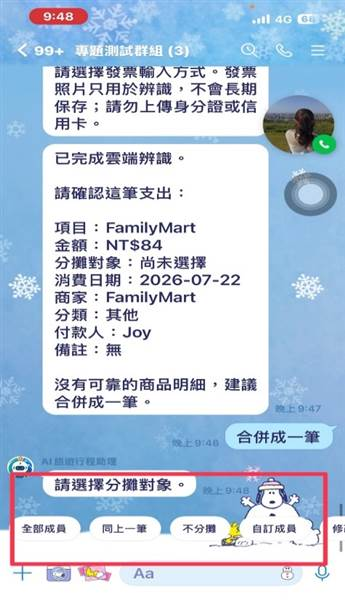 9:48
4G 68
99+ 專題測試群組 (3)
請選擇發票輸入方式。發票
照片只用於辨識，不會長期
保存；請勿上傳身分證或信
用卡。
已完成雲端辨識。
請確認這筆支出：
項目：FamilyMart
金額：NT$84
分攤對象：尚未選擇
消費日期：2026-07-22
商家：FamilyMart
分類：其他
付款人：Joy
備註：無
沒有可靠的商品明細，建議
合併成一筆。
晚上 9:47
晚上 9:48
合併成一筆
AI 旅遊行程助理
請選擇分攤對象。
晚上 9:48
全部成員
同上一筆
不分攤
自訂成員
Aa